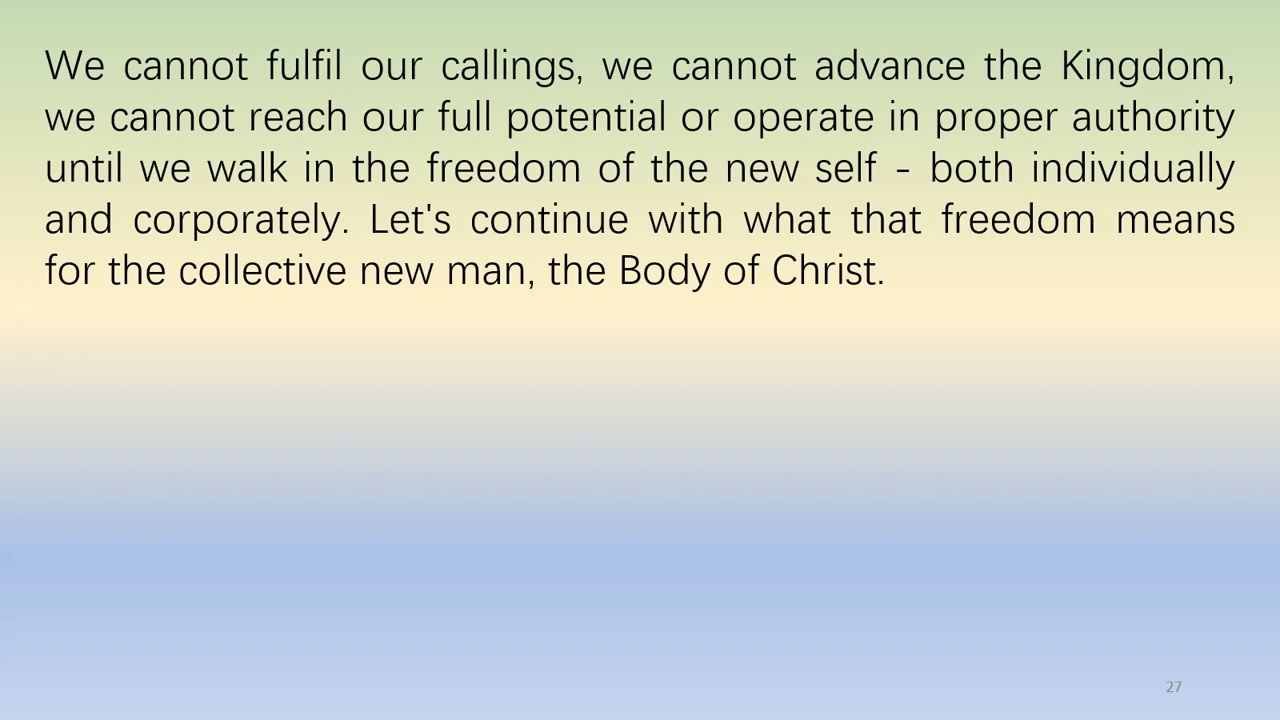 We cannot fulfil our callings, we cannot advance the Kingdom,
we cannot reach our full potential or operate in proper authority
until we walk in the freedom of the new self - both individually
and corporately. Let's continue with what that freedom means
for the collective new man, the Body of Christ.
27